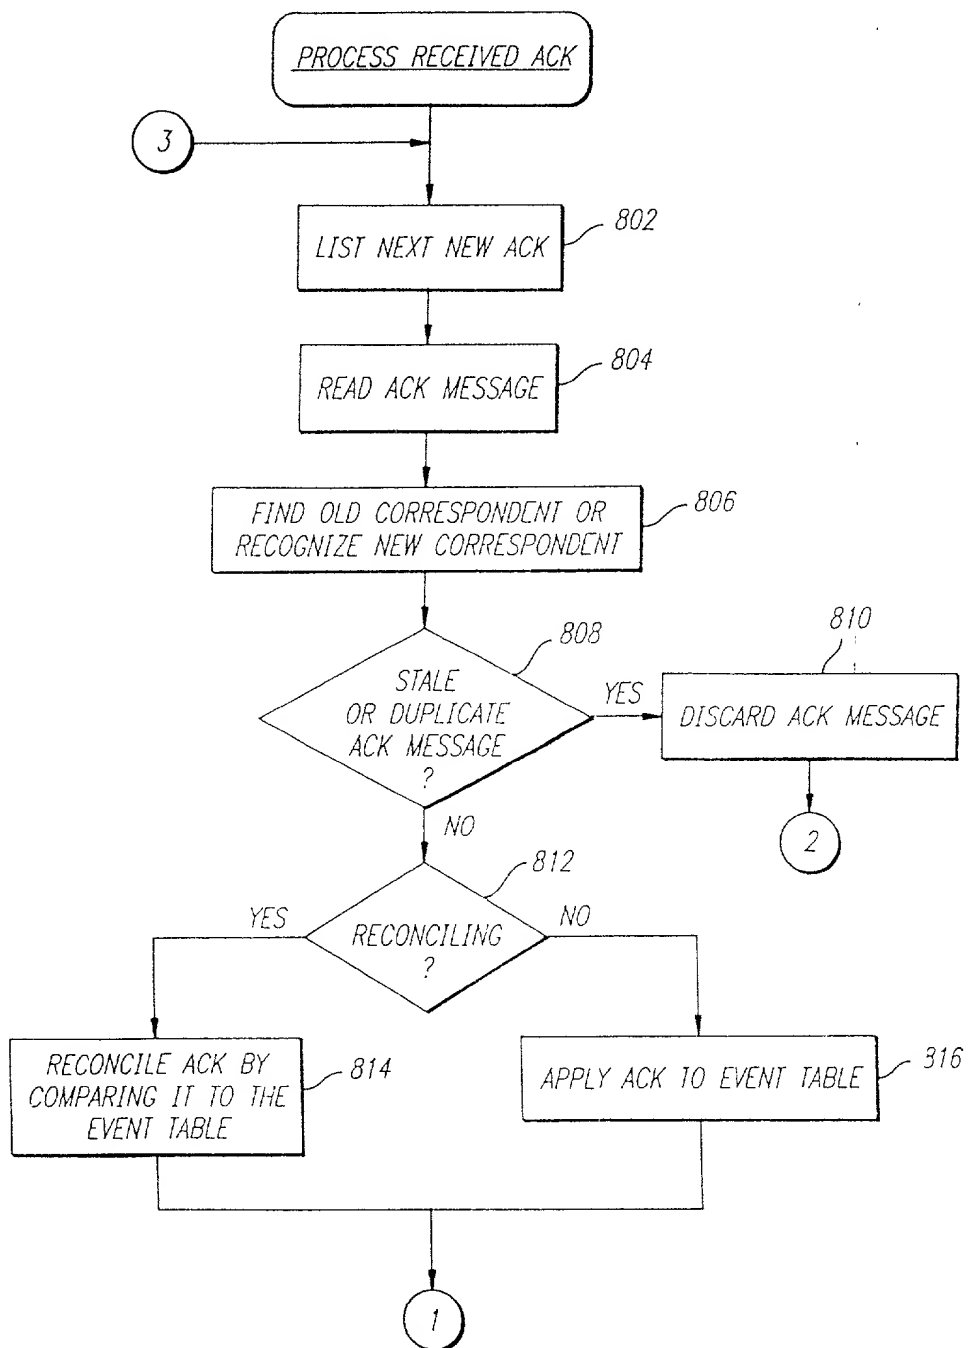 PROCESS RECEIVED ACK
3
LIST NEXT NEW ACK
802
READ ACK MESSAGE
804
FIND OLD CORRESPONDENT OR
RECOGNIZE NEW CORRESPONDENT
806
STALE
OR DUPLICATE
ACK MESSAGE
?
808
YES
810
DISCARD ACK MESSAGE
2
NO
812
RECONCILING
?
YES
NO
RECONCILE ACK BY
COMPARING IT TO THE
EVENT TABLE
814
APPLY ACK TO EVENT TABLE
316
1